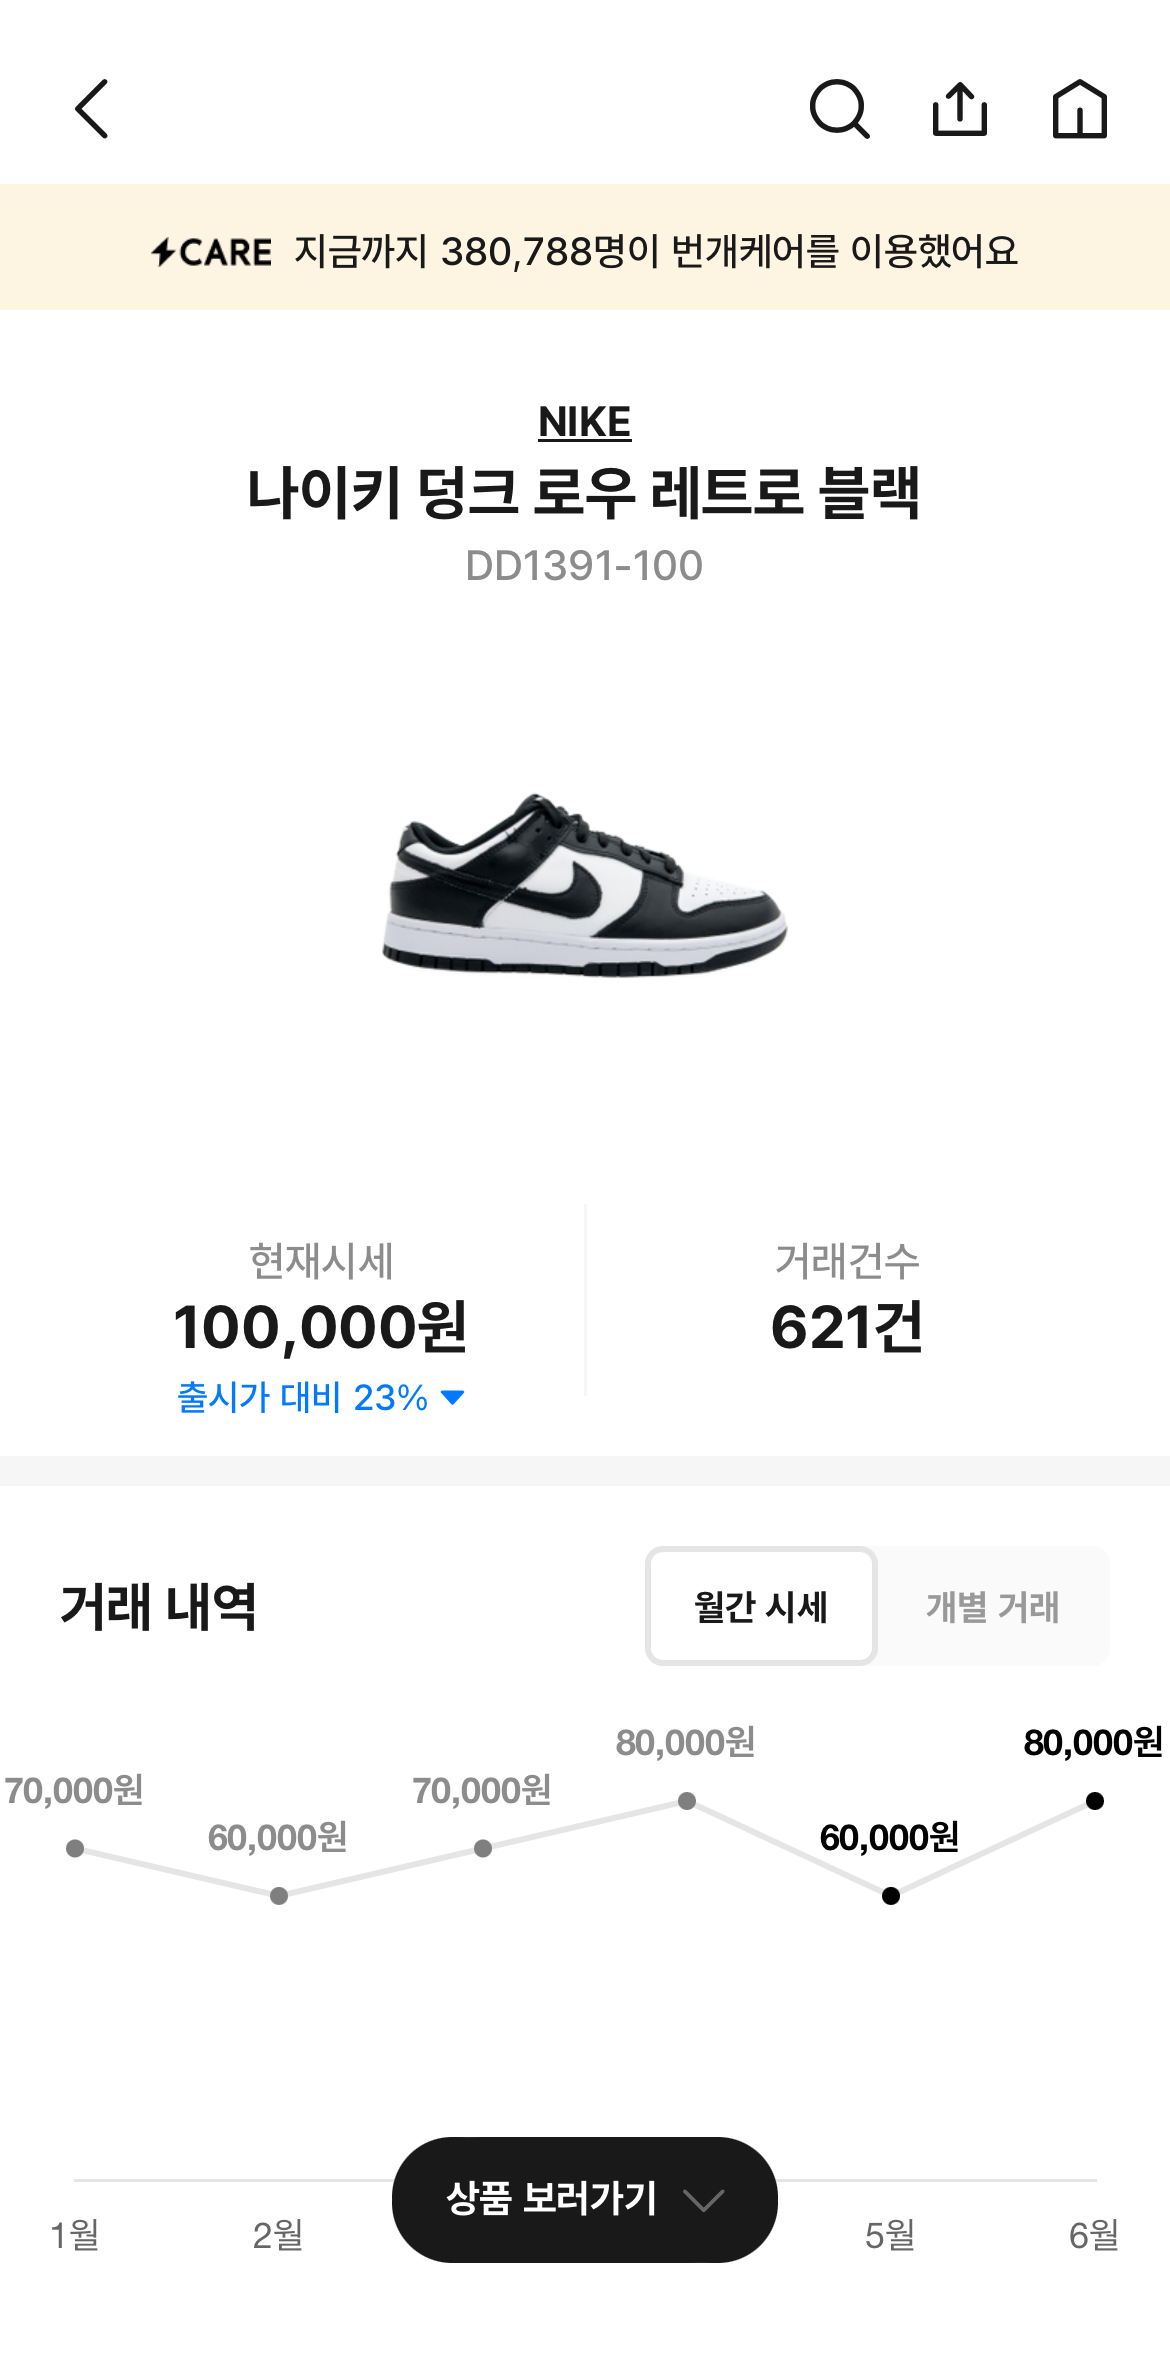 CARE 지금까지 380,788명이 번개케어를 이용했어요
NIKE
나이키 덩크 로우 레트로 블랙
DD1391-100
현재시세
100,000원
출시가 대비 23%
거래건수
621건
거래 내역
월간 시세
개별 거래
70,000원
60,000원
70,000원
80,000원
60,000원
80,000원
상품 보러가기
1월
2월
5월
6월